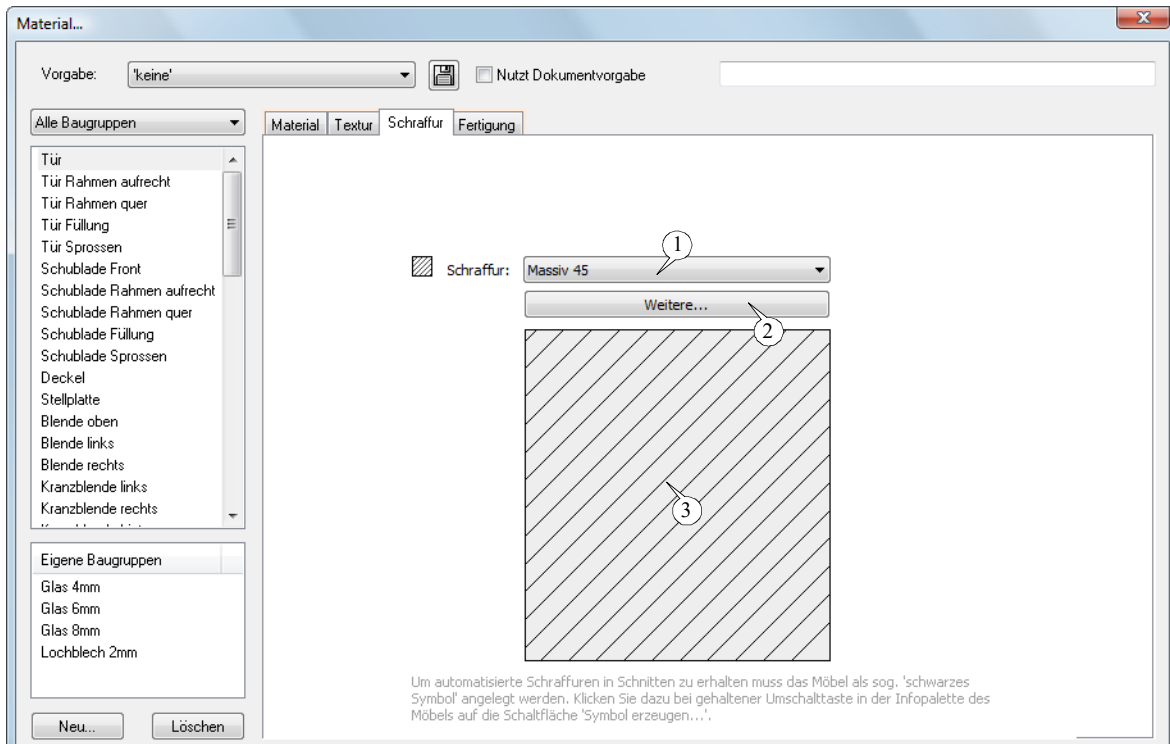 Material...
Vorgabe: 'keine' Nutzt Dokumentvorgabe
Alle Baugruppen
Material Textur Schraffur Fertigung
Tür
Tür Rahmen aufrecht
Tür Rahmen quer
Tür Füllung
Tür Sprossen
Schublade Front
Schublade Rahmen aufrecht
Schublade Rahmen quer
Schublade Füllung
Schublade Sprossen
Deckel
Stellplatte
Blende oben
Blende links
Blende rechts
Kranzblende links
Kranzblende rechts
Eigene Baugruppen
Glas 4mm
Glas 6mm
Glas 8mm
Lochblech 2mm
Neu... Löschen
1
Schraffur: Massiv 45
Weitere...
2
3
Um automatisierte Schraffuren in Schnitten zu erhalten muss das Möbel als sog. 'schwarzes
Symbol' angelegt werden. Klicken Sie dazu bei gehaltener Umschalttaste in der Infopalette des
Möbels auf die Schaltfläche 'Symbol erzeugen...'.